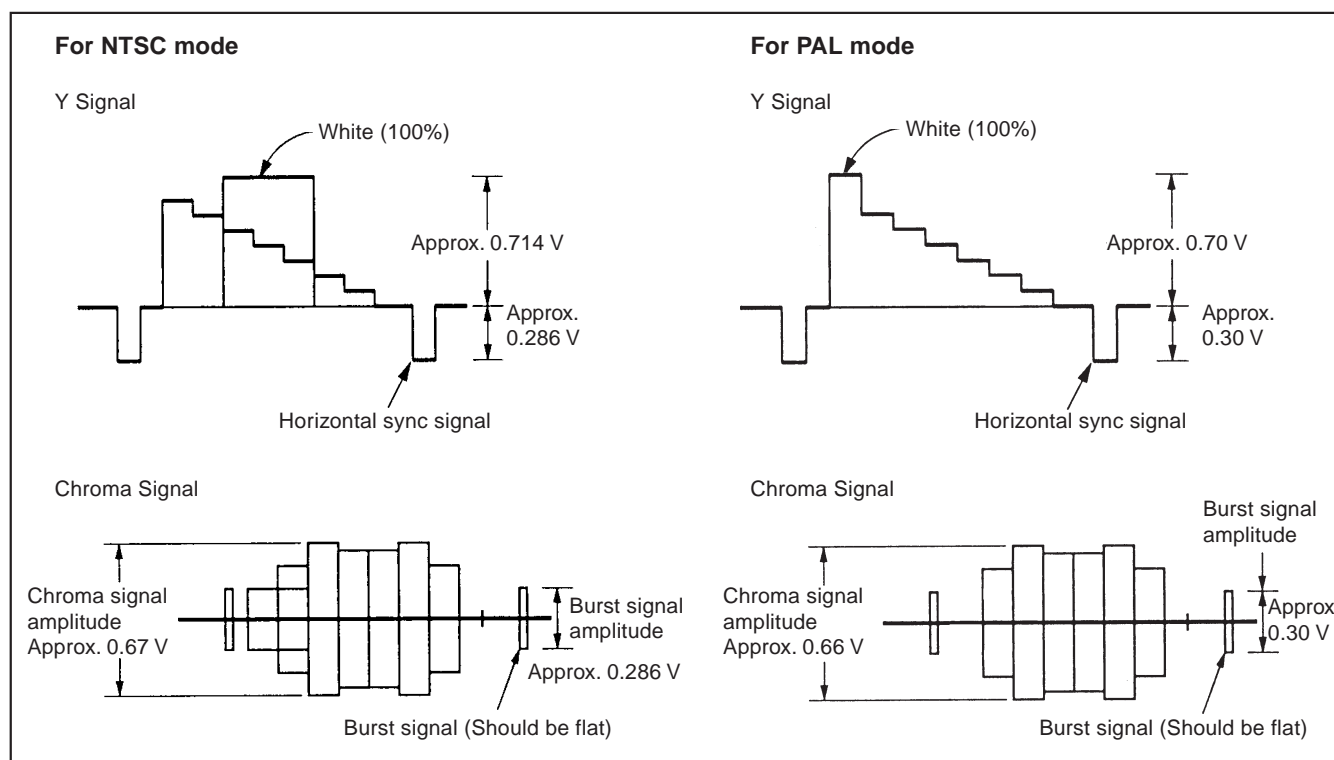 For NTSC mode
Y Signal
White (100%)
Approx. 0.714 V
Approx.
0.286 V
Horizontal sync signal
Chroma Signal
Chroma signal
amplitude
Approx. 0.67 V
Burst signal
amplitude
Approx. 0.286 V
Burst signal (Should be flat)
For PAL mode
Y Signal
White (100%)
Approx. 0.70 V
Approx.
0.30 V
Horizontal sync signal
Chroma Signal
Burst signal
amplitude
Chroma signal
amplitude
Approx. 0.66 V
Approx
0.30 V
Burst signal (Should be flat)